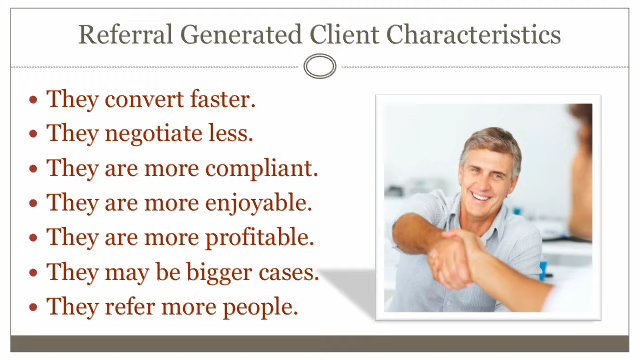 Referral Generated Client Characteristics
• They convert faster.
• They negotiate less.
• They are more compliant.
• They are more enjoyable.
• They are more profitable.
• They may be bigger cases.
• They refer more people.